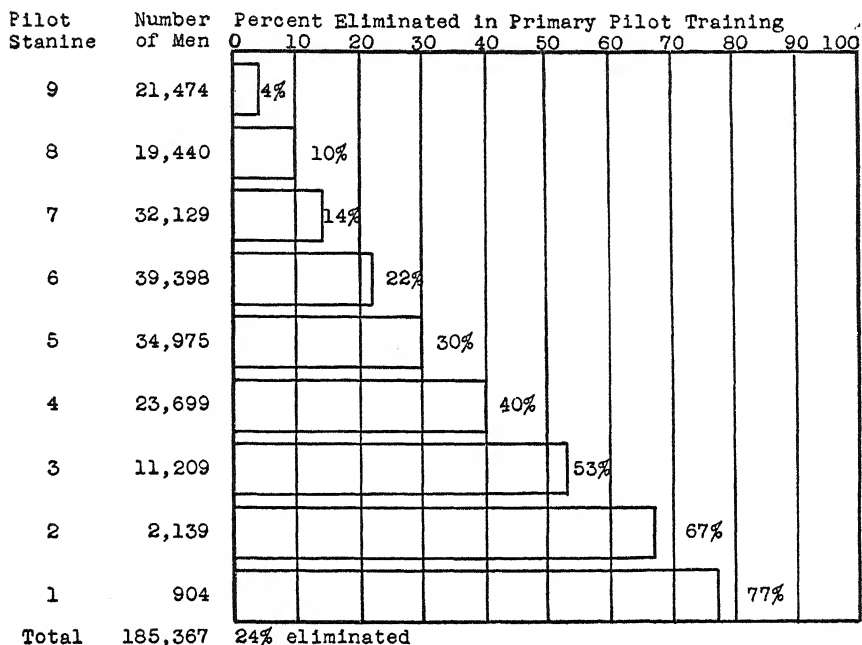 Pilot Number Percent Eliminated in Primary Pilot Training
Stanine of Men 0 10 20 30 40 50 60 70 80 90 100
9 21,474 4%
8 19,440 10%
7 32,129 14%
6 39,398 22%
5 34,975 30%
4 23,699 40%
3 11,209 53%
2 2,139 67%
1 904 77%
Total 185,367 24% eliminated